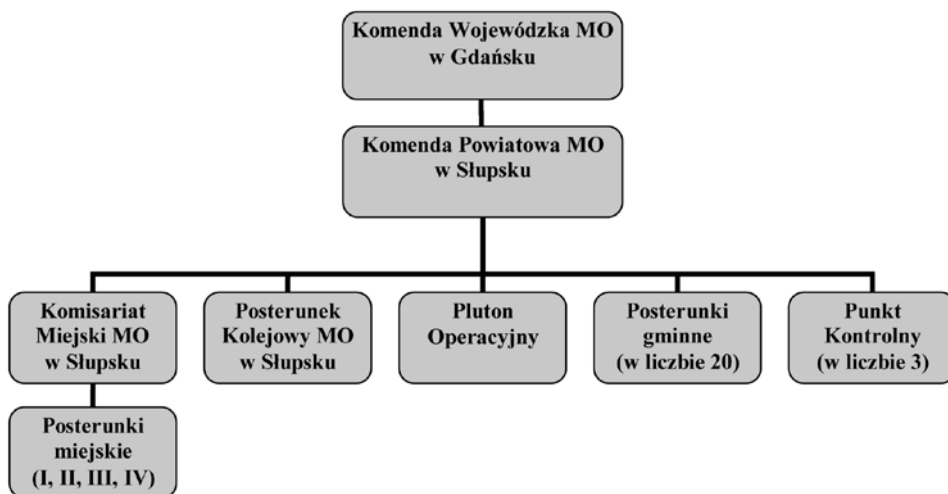 Komenda Wojewódzka MO
w Gdańsku
Komenda Powiatowa MO
w Słupsku
Komisariat
Miejski MO
w Słupsku
Posterunek
Kolejowy MO
w Słupsku
Pluton
Operacyjny
Posterunki
gminne
(w liczbie 20)
Punkt
Kontrolny
(w liczbie 3)
Posterunki
miejskie
(I, II, III, IV)